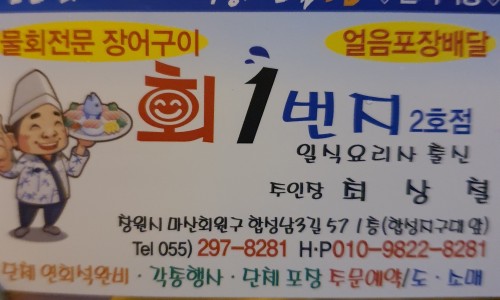 물회전문 장어구이 얼음포장배달
회 1번지 2호점
일식요리사 출신
주인장 최상철
창원시 마산회원구 합성남3길 57 1층(합성지구대 앞)
Tel 055) 297-8281 H·P 010-9822-8281
단체 연회석완비 · 각종행사 · 단체 포장 주문예약/도 · 소매